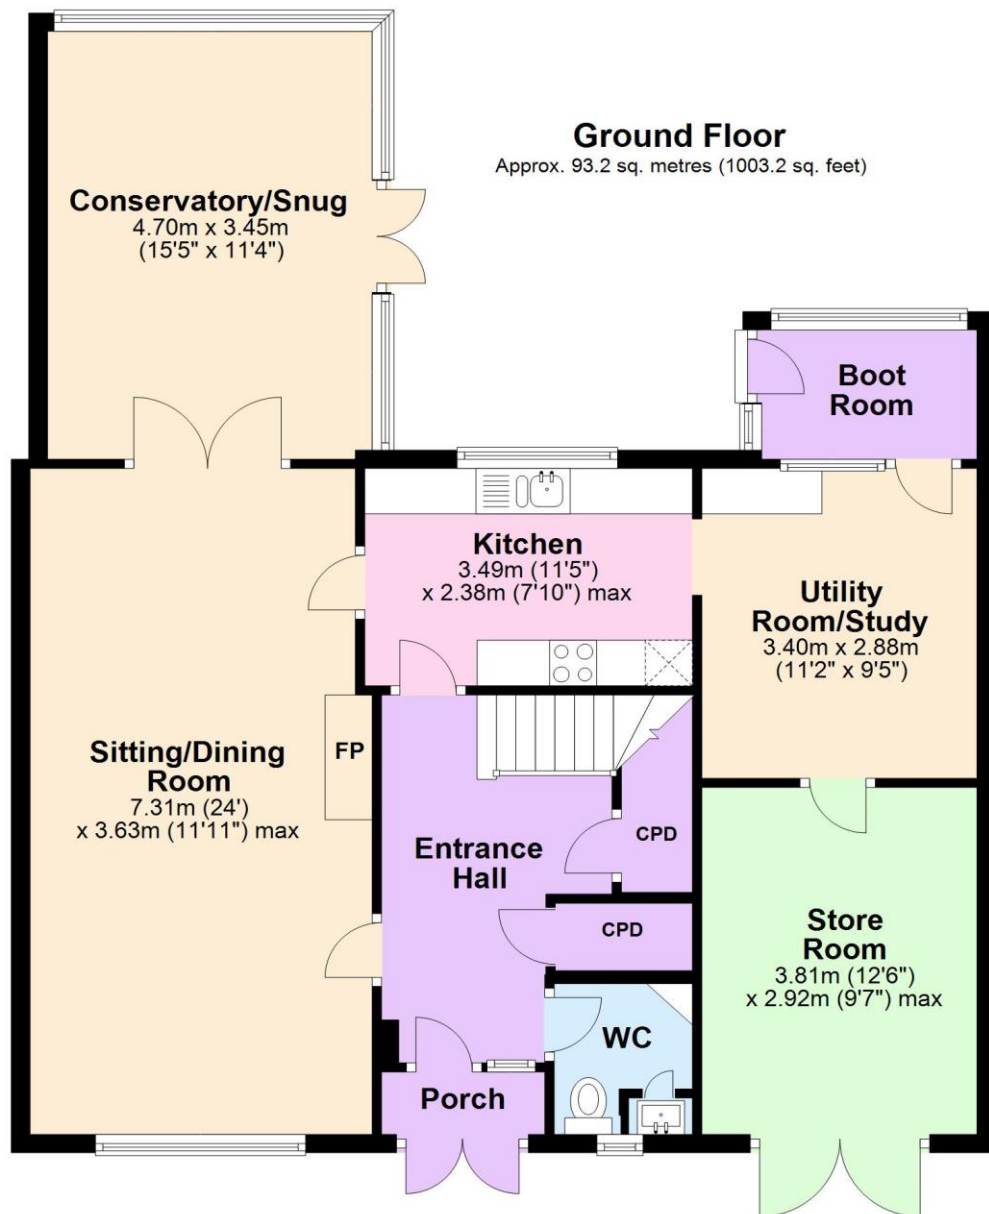 Ground Floor
Approx. 93.2 sq. metres (1003.2 sq. feet)
Conservatory/Snug
4.70m x 3.45m
(15'5" x 11'4")
Boot
Room
Kitchen
3.49m (11'5")
x 2.38m (7'10") max
Utility
Room/Study
3.40m x 2.88m
(11'2" x 9'5")
Sitting/Dining
Room
7.31m (24')
x 3.63m (11'11") max
FP
Entrance
Hall
CPD
CPD
Store
Room
3.81m (12'6")
x 2.92m (9'7") max
WC
Porch